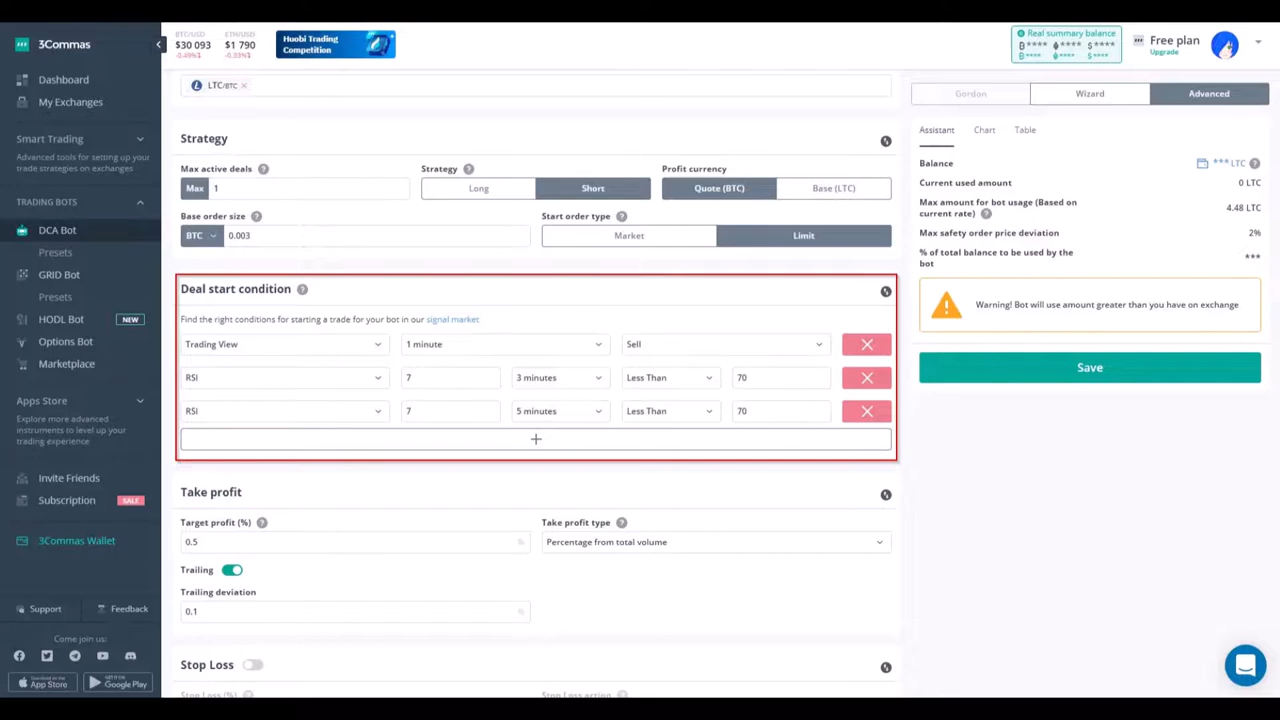 3Commas
BTC/USD
$30 093
-0.49%
ETH/USD
$1 790
-0.33%
Huobi Trading
Competition
Real summary balance
**** **** $ ****
**** **** $ ****
Free plan
Upgrade
Dashboard
My Exchanges
Smart Trading
Advanced tools for setting up your
trade strategies on exchanges
TRADING BOTS
DCA Bot
Presets
GRID Bot
Presets
HODL Bot NEW
Options Bot
Marketplace
Apps Store
Explore more advanced
instruments to level up your
trading experience
Invite Friends
Subscription SALE
3Commas Wallet
Support Feedback
Come join us:
Download on the
App Store
GET IT ON
Google Play
LTC/BTC
Strategy
Max active deals
Max 1
Strategy
Long Short
Profit currency
Quote (BTC) Base (LTC)
Base order size
BTC 0.003
Start order type
Market Limit
Deal start condition
Find the right conditions for starting a trade for your bot in our signal market
Trading View 1 minute Sell
RSI 7 3 minutes Less Than 70
RSI 7 5 minutes Less Than 70
+
Take profit
Target profit (%)
0.5 %
Take profit type
Percentage from total volume
Trailing
Trailing deviation
0.1 %
Stop Loss
Stop Loss (%) Stop Loss action
Gordon Wizard Advanced
Assistant Chart Table
Balance *** LTC
Current used amount 0 LTC
Max amount for bot usage (Based on
current rate) 4.48 LTC
Max safety order price deviation 2%
% of total balance to be used by the
bot ***
Warning! Bot will use amount greater than you have on exchange
Save